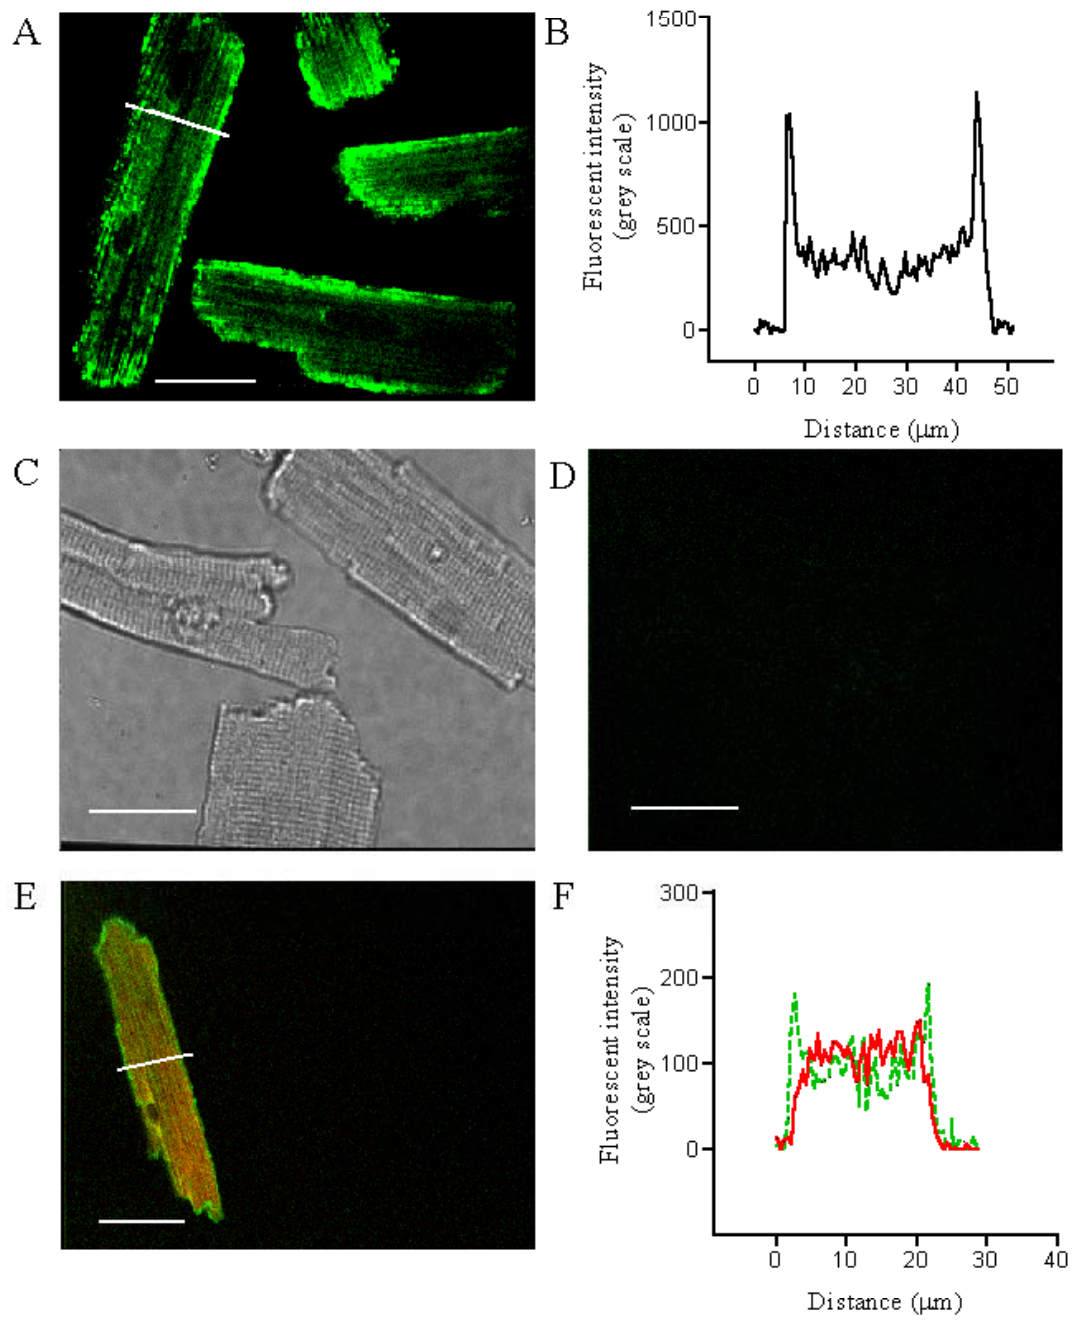 A
B
1500
1000
500
0
Fluorescent intensity
(grey scale)
0 10 20 30 40 50
Distance (μm)
C
D
E
F
300
200
100
0
Fluorescent intensity
(grey scale)
0 10 20 30 40
Distance (μm)